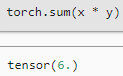 torch.sum(x * y)
tensor(6.)